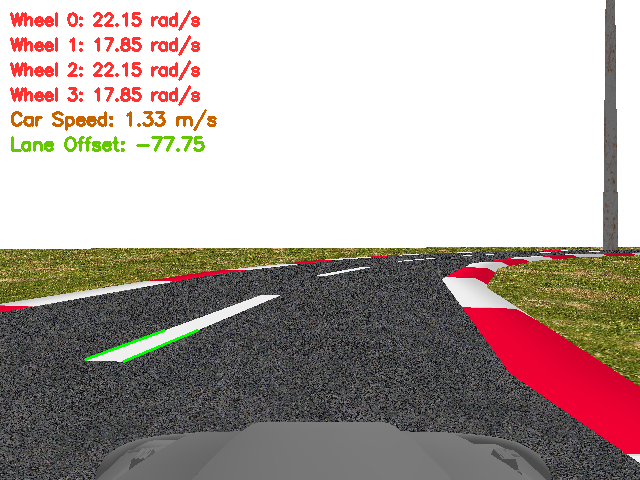 Wheel 0: 22.15 rad/s
Wheel 1: 17.85 rad/s
Wheel 2: 22.15 rad/s
Wheel 3: 17.85 rad/s
Car Speed: 1.33 m/s
Lane Offset: -77.75